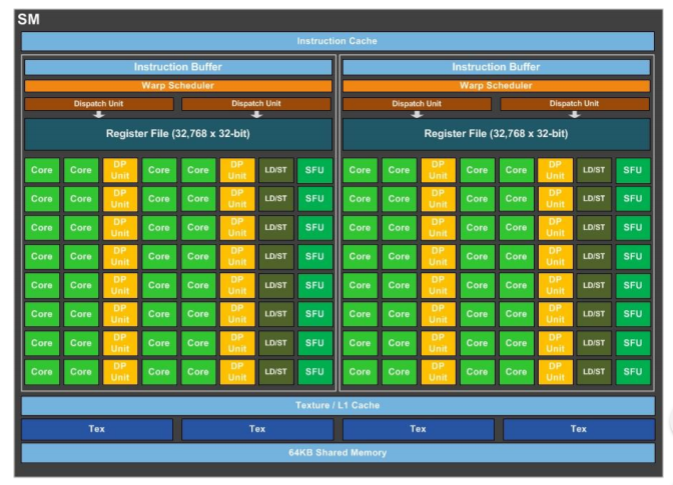 SM
Instruction Cache
Instruction Buffer Instruction Buffer
Warp Scheduler Warp Scheduler
Dispatch Unit Dispatch Unit Dispatch Unit Dispatch Unit
Register File (32,768 x 32-bit) Register File (32,768 x 32-bit)
Core Core DP Unit Core Core DP Unit LD/ST SFU Core Core DP Unit Core Core DP Unit LD/ST SFU
Core Core DP Unit Core Core DP Unit LD/ST SFU Core Core DP Unit Core Core DP Unit LD/ST SFU
Core Core DP Unit Core Core DP Unit LD/ST SFU Core Core DP Unit Core Core DP Unit LD/ST SFU
Core Core DP Unit Core Core DP Unit LD/ST SFU Core Core DP Unit Core Core DP Unit LD/ST SFU
Core Core DP Unit Core Core DP Unit LD/ST SFU Core Core DP Unit Core Core DP Unit LD/ST SFU
Core Core DP Unit Core Core DP Unit LD/ST SFU Core Core DP Unit Core Core DP Unit LD/ST SFU
Core Core DP Unit Core Core DP Unit LD/ST SFU Core Core DP Unit Core Core DP Unit LD/ST SFU
Core Core DP Unit Core Core DP Unit LD/ST SFU Core Core DP Unit Core Core DP Unit LD/ST SFU
Texture / L1 Cache
Tex Tex Tex Tex
64KB Shared Memory